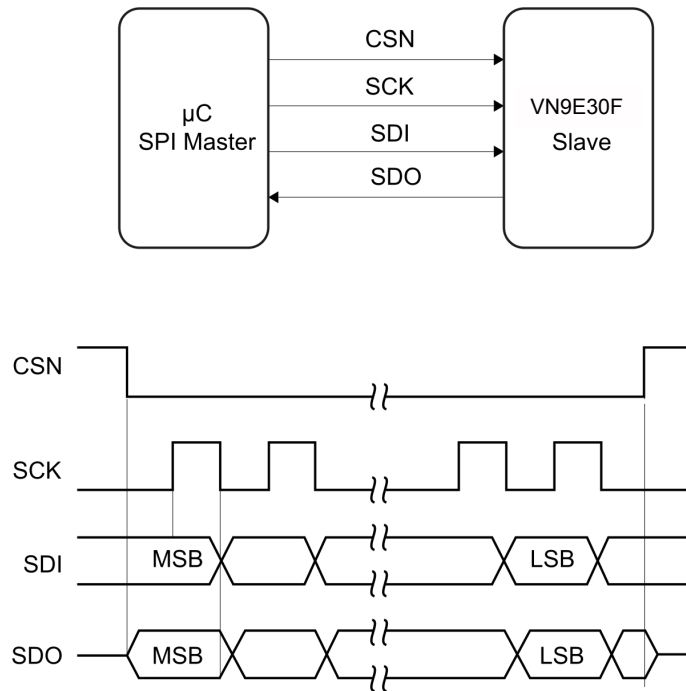 µC
SPI Master
CSN
SCK
SDI
SDO
VN9E30F
Slave
CSN
SCK
SDI
MSB
LSB
SDO
MSB
LSB